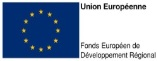 Union Européenne
Fonds Européen de
Développement Régional